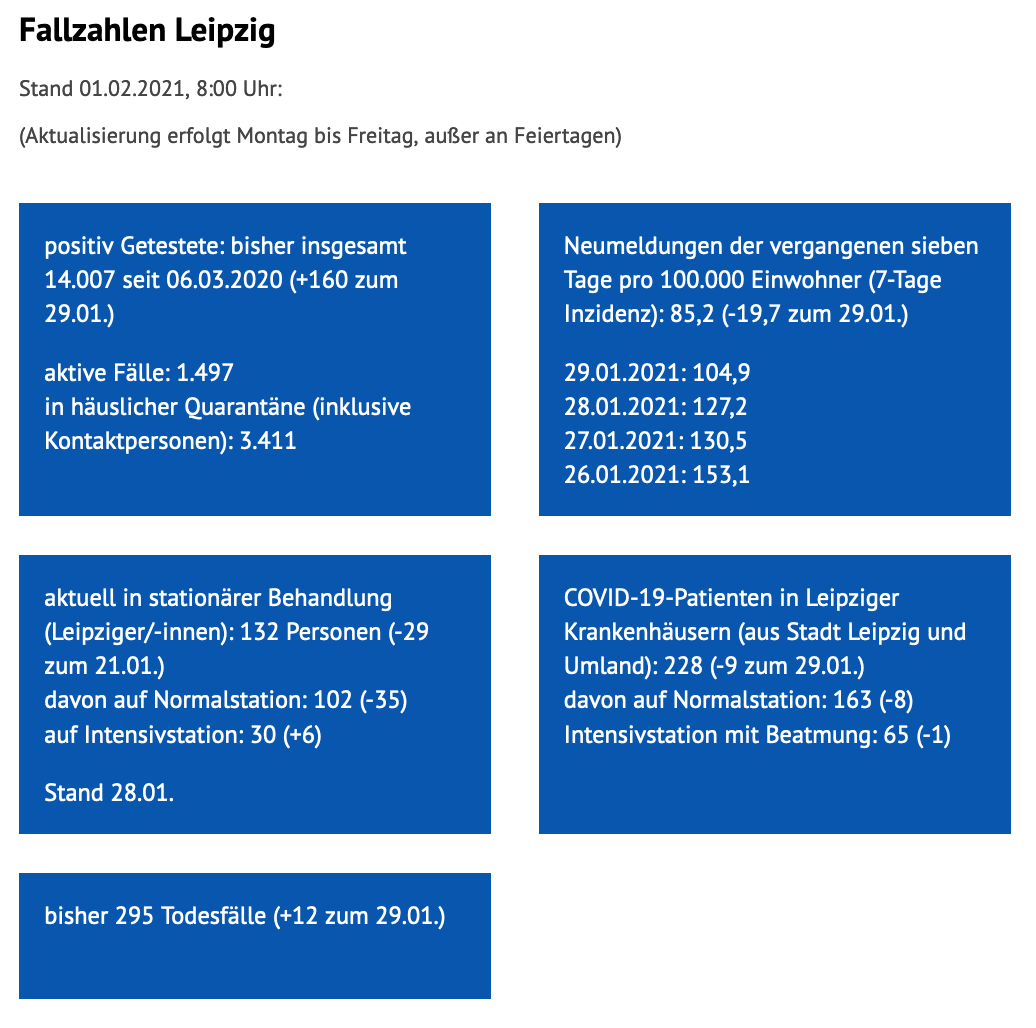 Fallzahlen Leipzig
Stand 01.02.2021, 8:00 Uhr:
(Aktualisierung erfolgt Montag bis Freitag, außer an Feiertagen)
positiv Getestete: bisher insgesamt
14.007 seit 06.03.2020 (+160 zum
29.01.)
aktive Fälle: 1.497
in häuslicher Quarantäne (inklusive
Kontaktpersonen): 3.411
Neumeldungen der vergangenen sieben
Tage pro 100.000 Einwohner (7-Tage
Inzidenz): 85,2 (-19,7 zum 29.01.)
29.01.2021: 104,9
28.01.2021: 127,2
27.01.2021: 130,5
26.01.2021: 153,1
aktuell in stationärer Behandlung
(Leipziger/-innen): 132 Personen (-29
zum 21.01.)
davon auf Normalstation: 102 (-35)
auf Intensivstation: 30 (+6)
Stand 28.01.
COVID-19-Patienten in Leipziger
Krankenhäusern (aus Stadt Leipzig und
Umland): 228 (-9 zum 29.01.)
davon auf Normalstation: 163 (-8)
Intensivstation mit Beatmung: 65 (-1)
bisher 295 Todesfälle (+12 zum 29.01.)